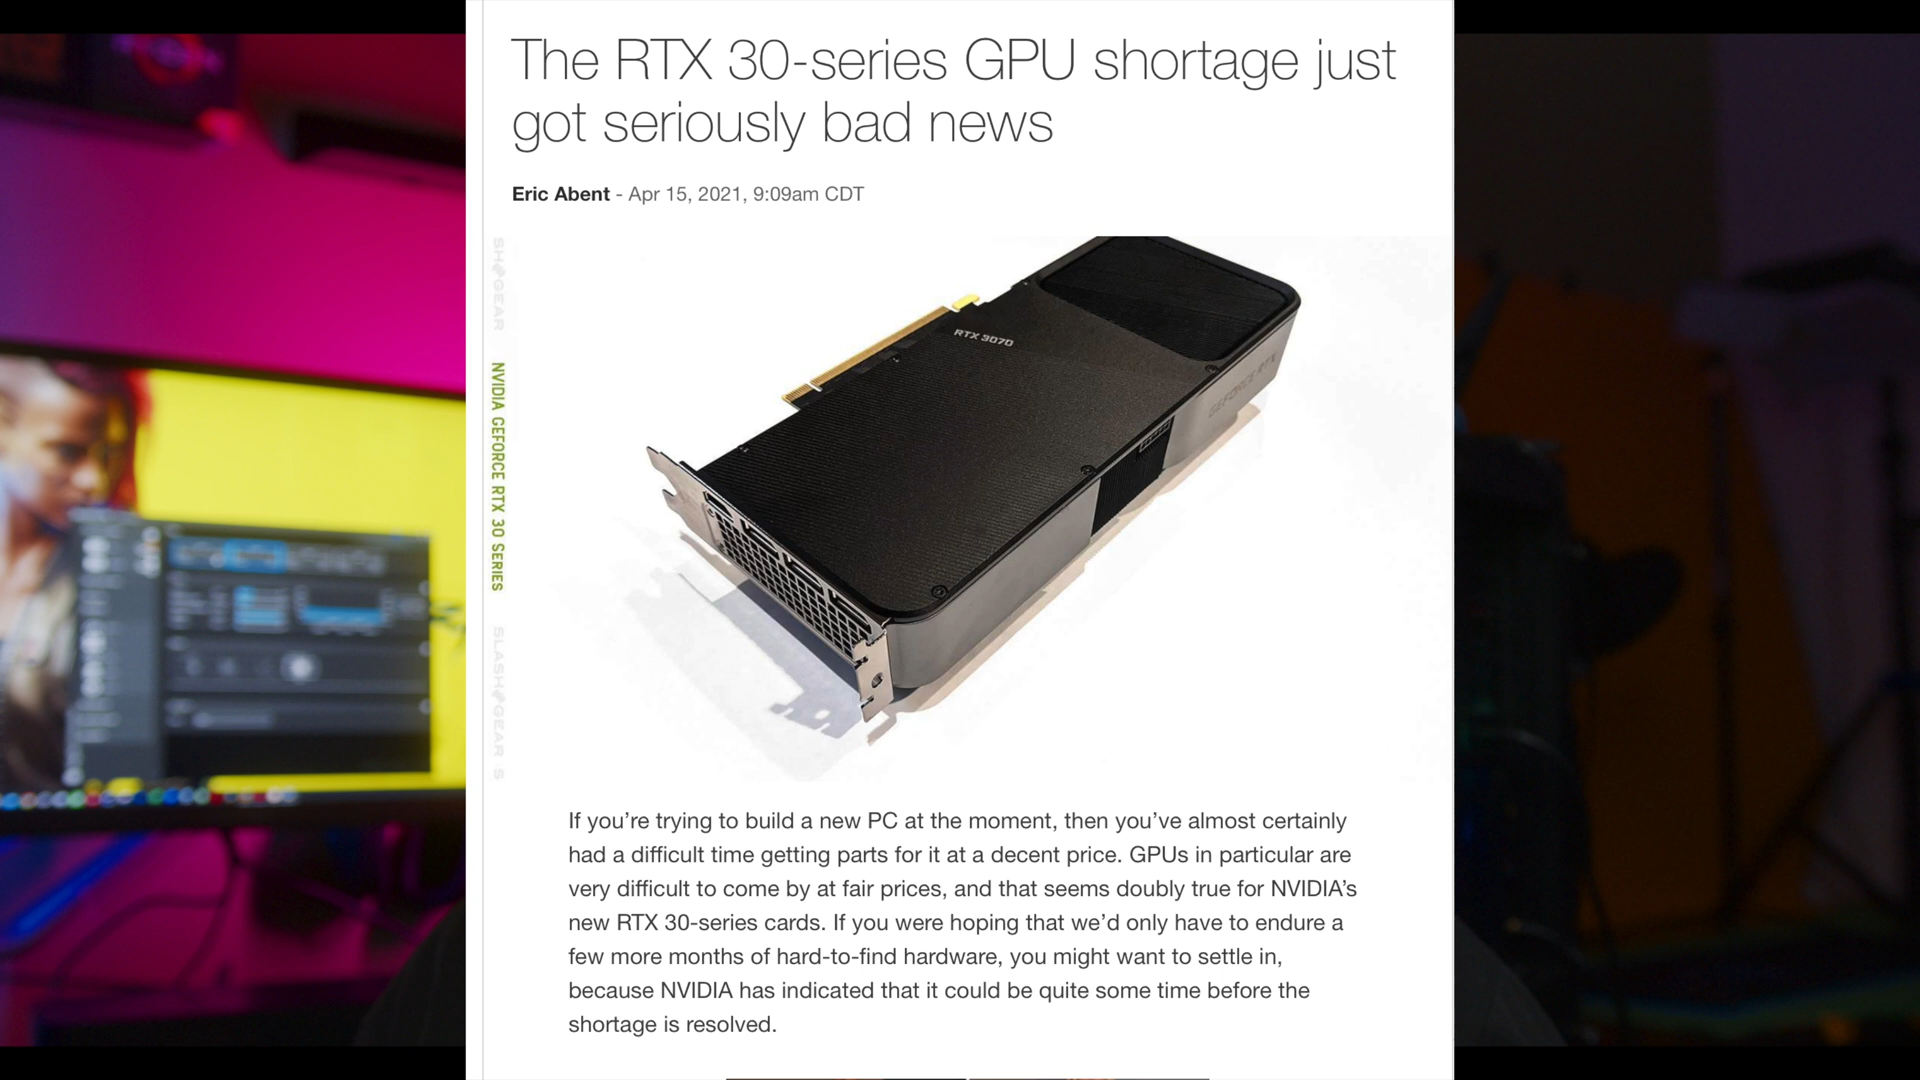 The RTX 30-series GPU shortage just
got seriously bad news
Eric Abent - Apr 15, 2021, 9:09am CDT
SLASHGEAR
NVIDIA GEFORCE RTX 30 SERIES
SLASHGEAR S
RTX 3070
GEFORCE RTX
If you’re trying to build a new PC at the moment, then you’ve almost certainly
had a difficult time getting parts for it at a decent price. GPUs in particular are
very difficult to come by at fair prices, and that seems doubly true for NVIDIA’s
new RTX 30-series cards. If you were hoping that we’d only have to endure a
few more months of hard-to-find hardware, you might want to settle in,
because NVIDIA has indicated that it could be quite some time before the
shortage is resolved.